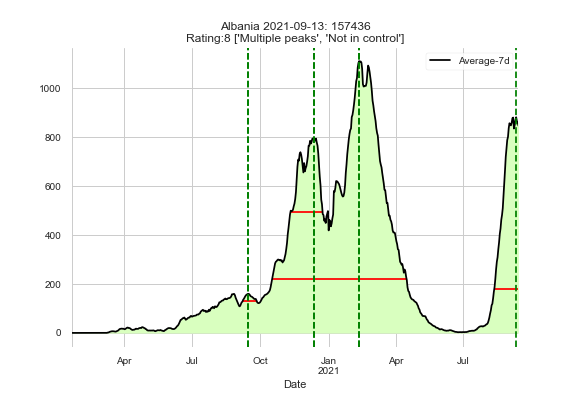 Albania 2021-09-13: 157436
Rating:8 ['Multiple peaks', 'Not in control']
Average-7d
1000
800
600
400
200
0
Apr Jul Oct Jan Apr Jul
2021
Date